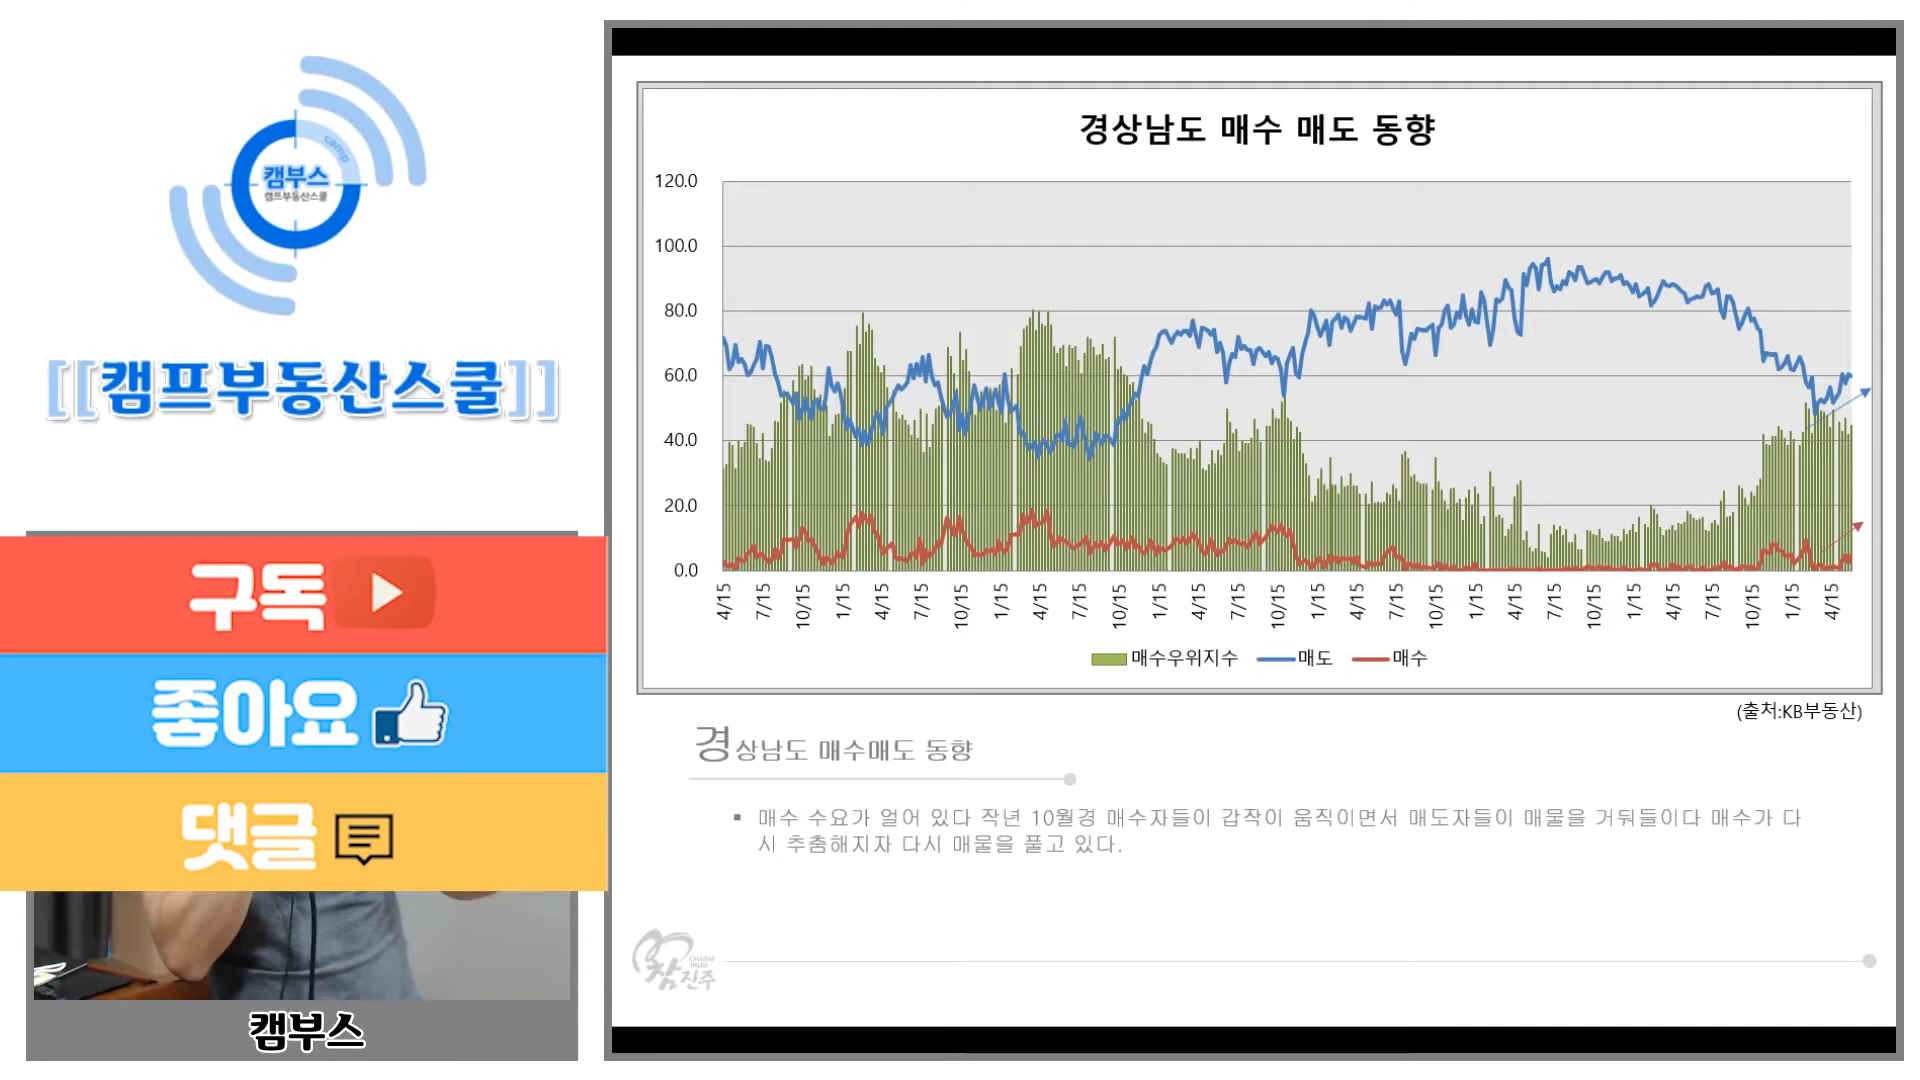 camp
캠부스
캠프부동산스쿨
[[캠프부동산스쿨]]
구독
좋아요
댓글
캠부스
경상남도 매수 매도 동향
120.0
100.0
80.0
60.0
40.0
20.0
0.0
4/15 7/15 10/15 1/15 4/15 7/15 10/15 1/15 4/15 7/15 10/15 1/15 4/15 7/15 10/15 1/15 4/15 7/15 10/15 1/15 4/15 7/15 10/15 1/15 4/15 7/15 10/15 1/15 4/15
매수우위지수 매도 매수
(출처:KB부동산)
경상남도 매수매도 동향
▪ 매수 수요가 얼어 있다 작년 10월경 매수자들이 갑작이 움직이면서 매도자들이 매물을 거둬들이다 매수가 다
시 추춤해지자 다시 매물을 풀고 있다.
CHARM
JINJU
참진주